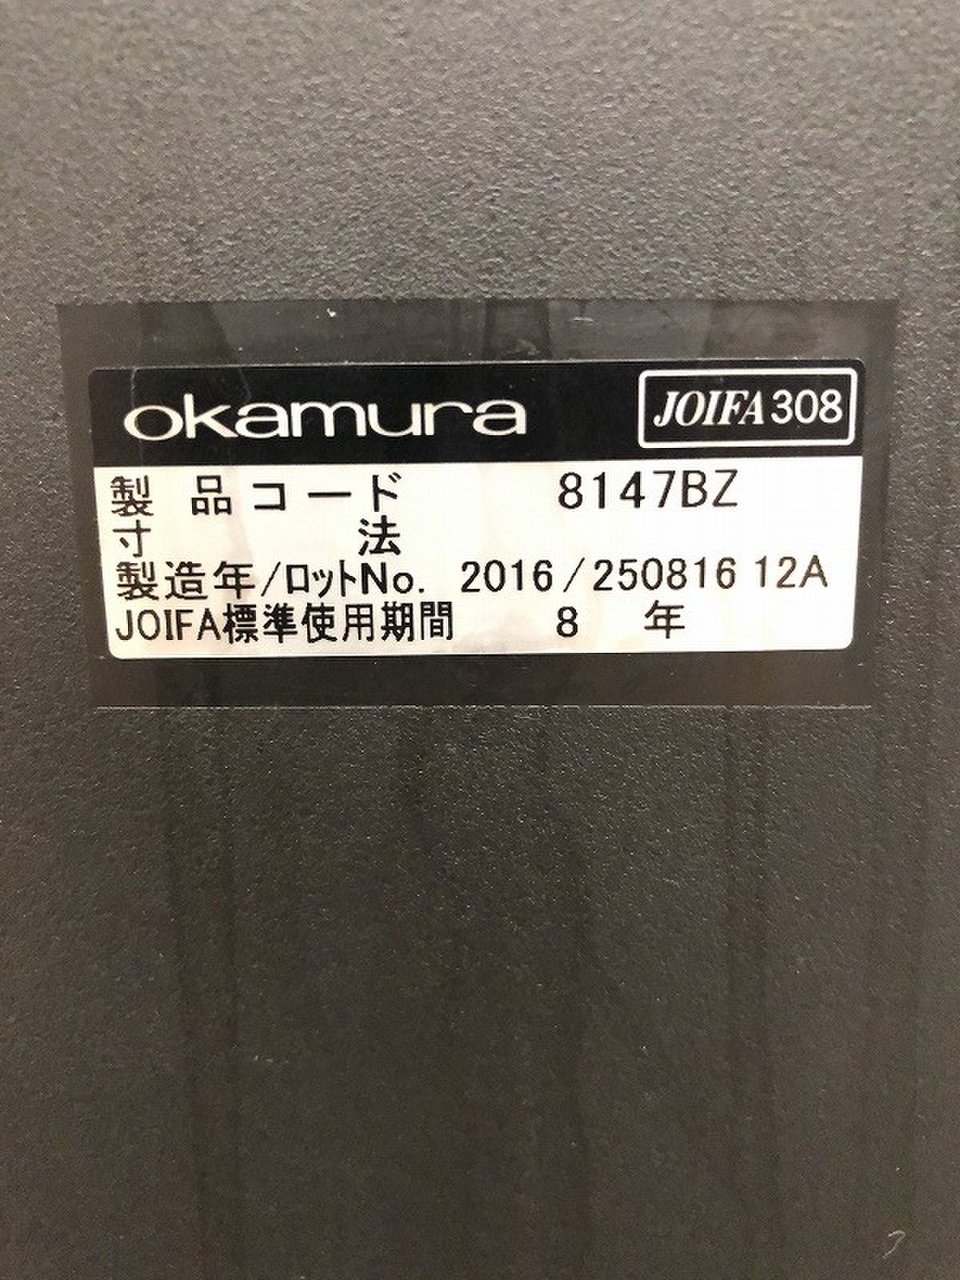 okamura JOIFA308
製品コード 8147BZ
寸法
製造年/ロットNo. 2016/250816 12A
JOIFA標準使用期間 8年